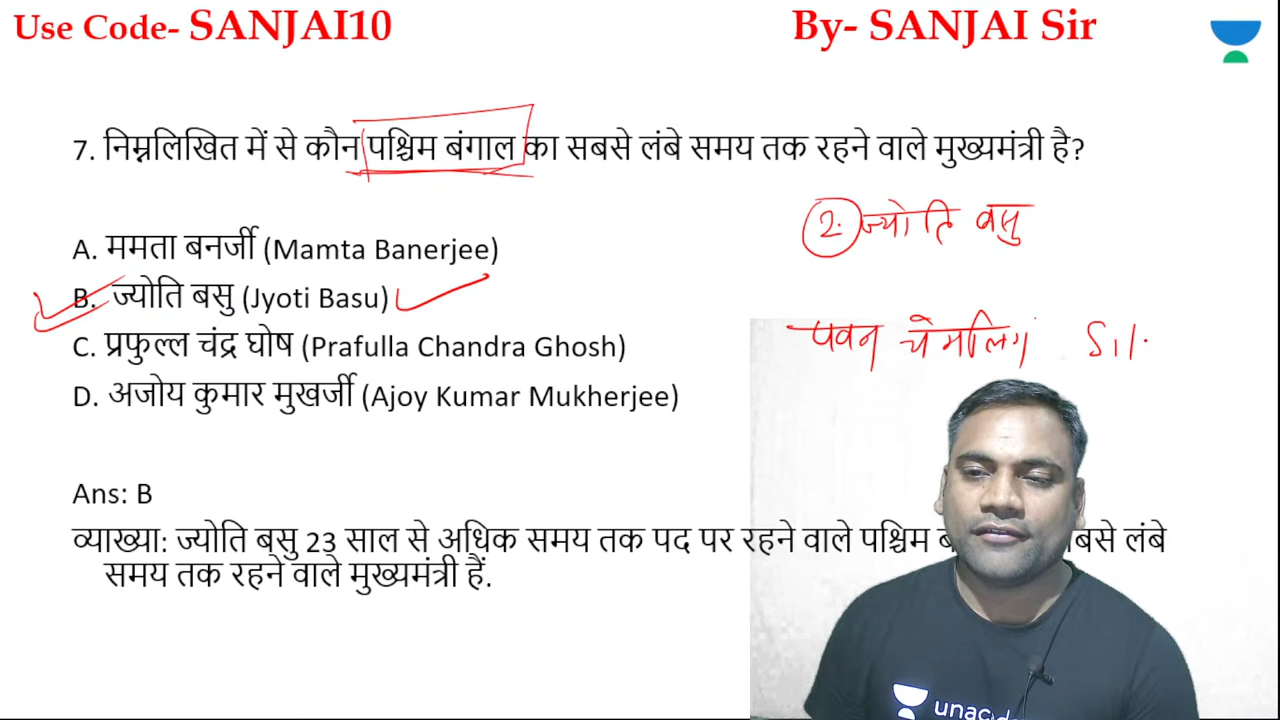 Use Code- SANJAI10
By- SANJAI Sir
7. निम्नलिखित में से कौन पश्चिम बंगाल का सबसे लंबे समय तक रहने वाले मुख्यमंत्री है?
2. ज्योति बसु
A. ममता बनर्जी (Mamta Banerjee)
B. ज्योति बसु (Jyoti Basu)
पवन चेमलिंग
C. प्रफुल्ल चंद्र घोष (Prafulla Chandra Ghosh)
D. अजोय कुमार मुखर्जी (Ajoy Kumar Mukherjee)
Ans: B
व्याख्या: ज्योति बसु 23 साल से अधिक समय तक पद पर रहने वाले पश्चिम लंबे
समय तक रहने वाले मुख्यमंत्री हैं.